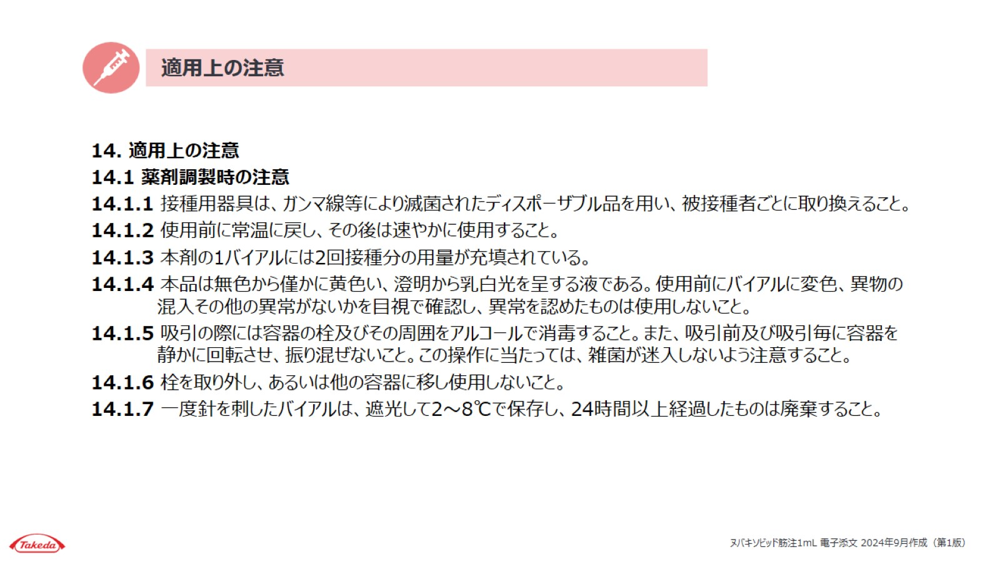 適用上の注意
14. 適用上の注意
14.1 薬剤調製時の注意
14.1.1 接種用器具は、ガンマ線等により滅菌されたディスポーザブル品を用い、被接種者ごとに取り換えること。
14.1.2 使用前に常温に戻し、その後は速やかに使用すること。
14.1.3 本剤の1バイアルには2回接種分の用量が充填されている。
14.1.4 本品は無色から僅かに黄色い、澄明から乳白光を呈する液である。使用前にバイアルに変色、異物の
混入その他の異常がないかを目視で確認し、異常を認めたものは使用しないこと。
14.1.5 吸引の際には容器の栓及びその周囲をアルコールで消毒すること。また、吸引前及び吸引毎に容器を
静かに回転させ、振り混ぜないこと。この操作に当たっては、雑菌が迷入しないよう注意すること。
14.1.6 栓を取り外し、あるいは他の容器に移し使用しないこと。
14.1.7 一度針を刺したバイアルは、遮光して2～8℃で保存し、24時間以上経過したものは廃棄すること。
Takeda
ヌバキソビッド筋注1mL 電子添文 2024年9月作成（第1版）